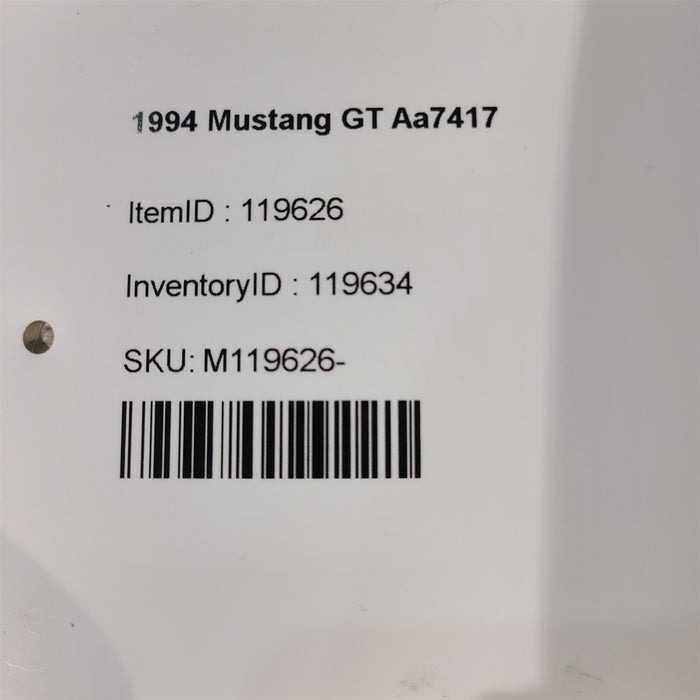 1994 Mustang GT Aa7417
ItemID : 119626
InventoryID : 119634
SKU: M119626-